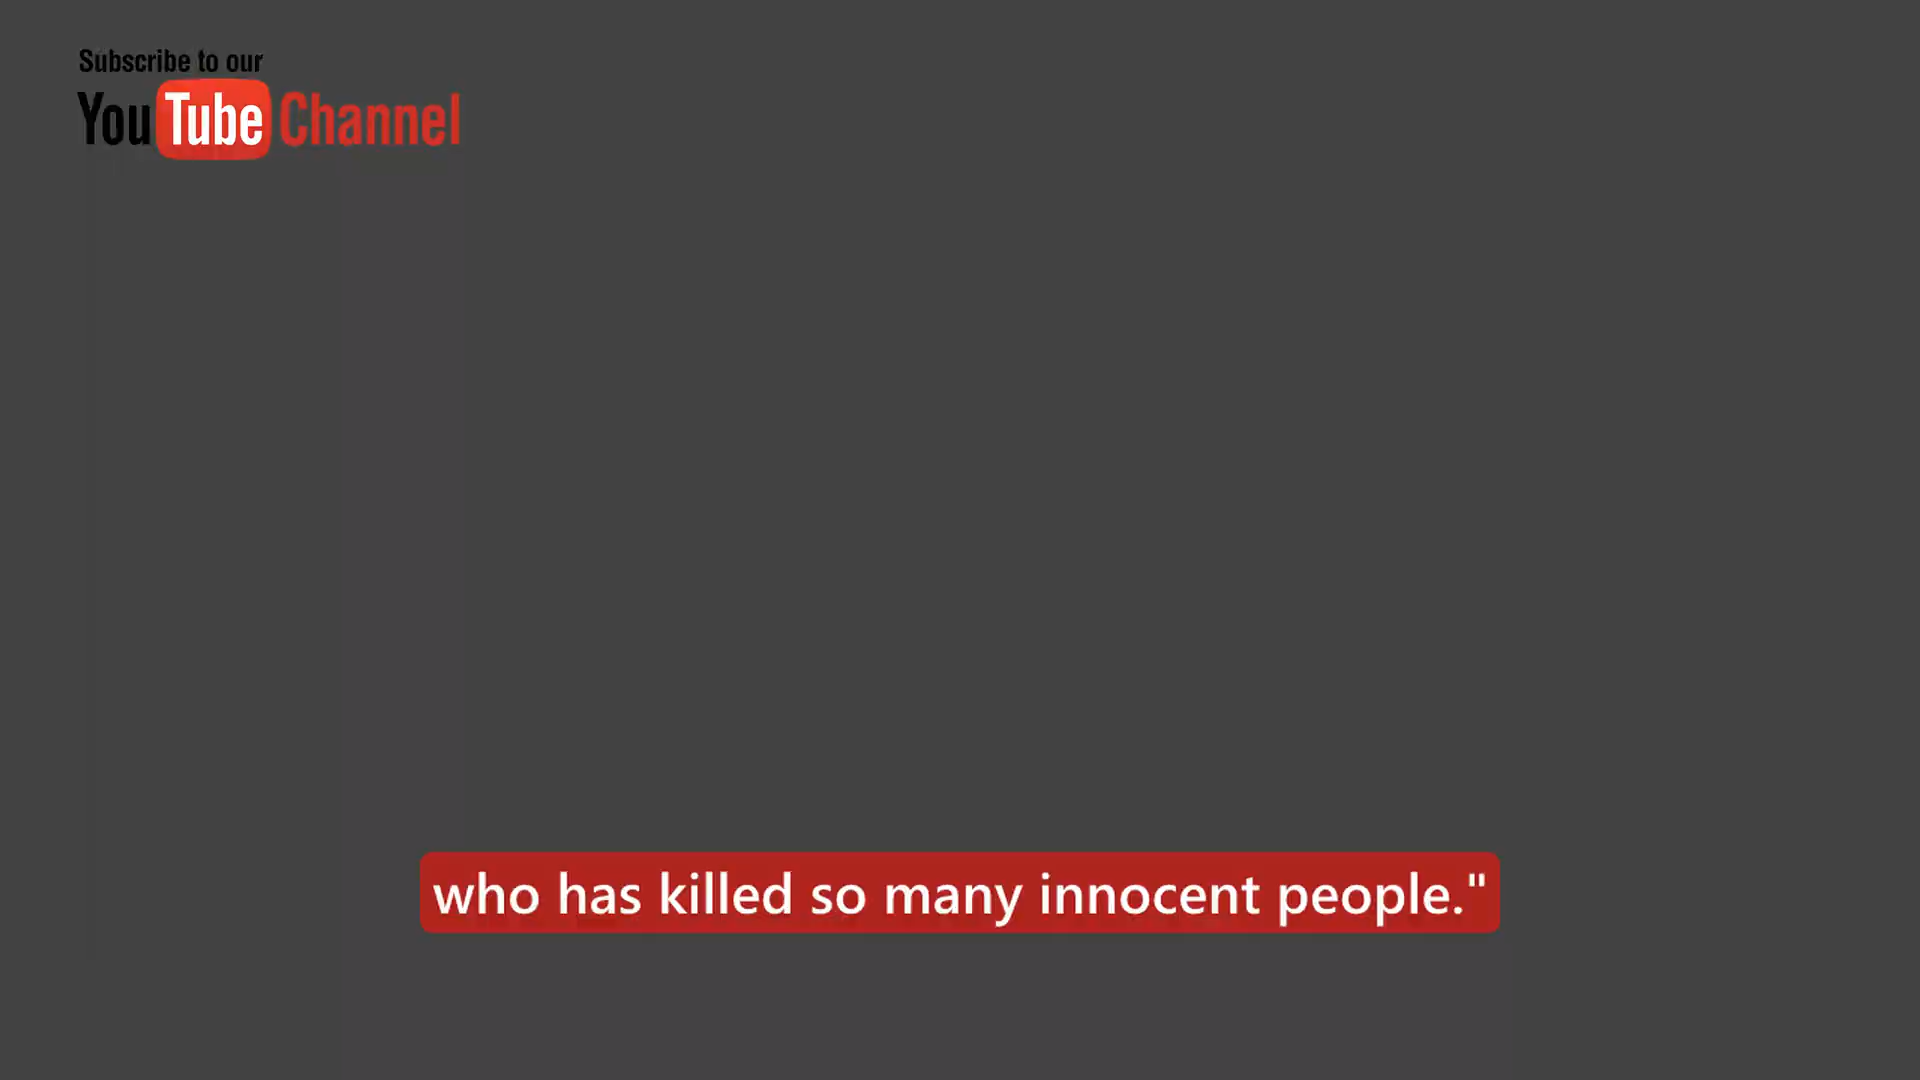 Subscribe to our
YouTube Channel
who has killed so many innocent people."